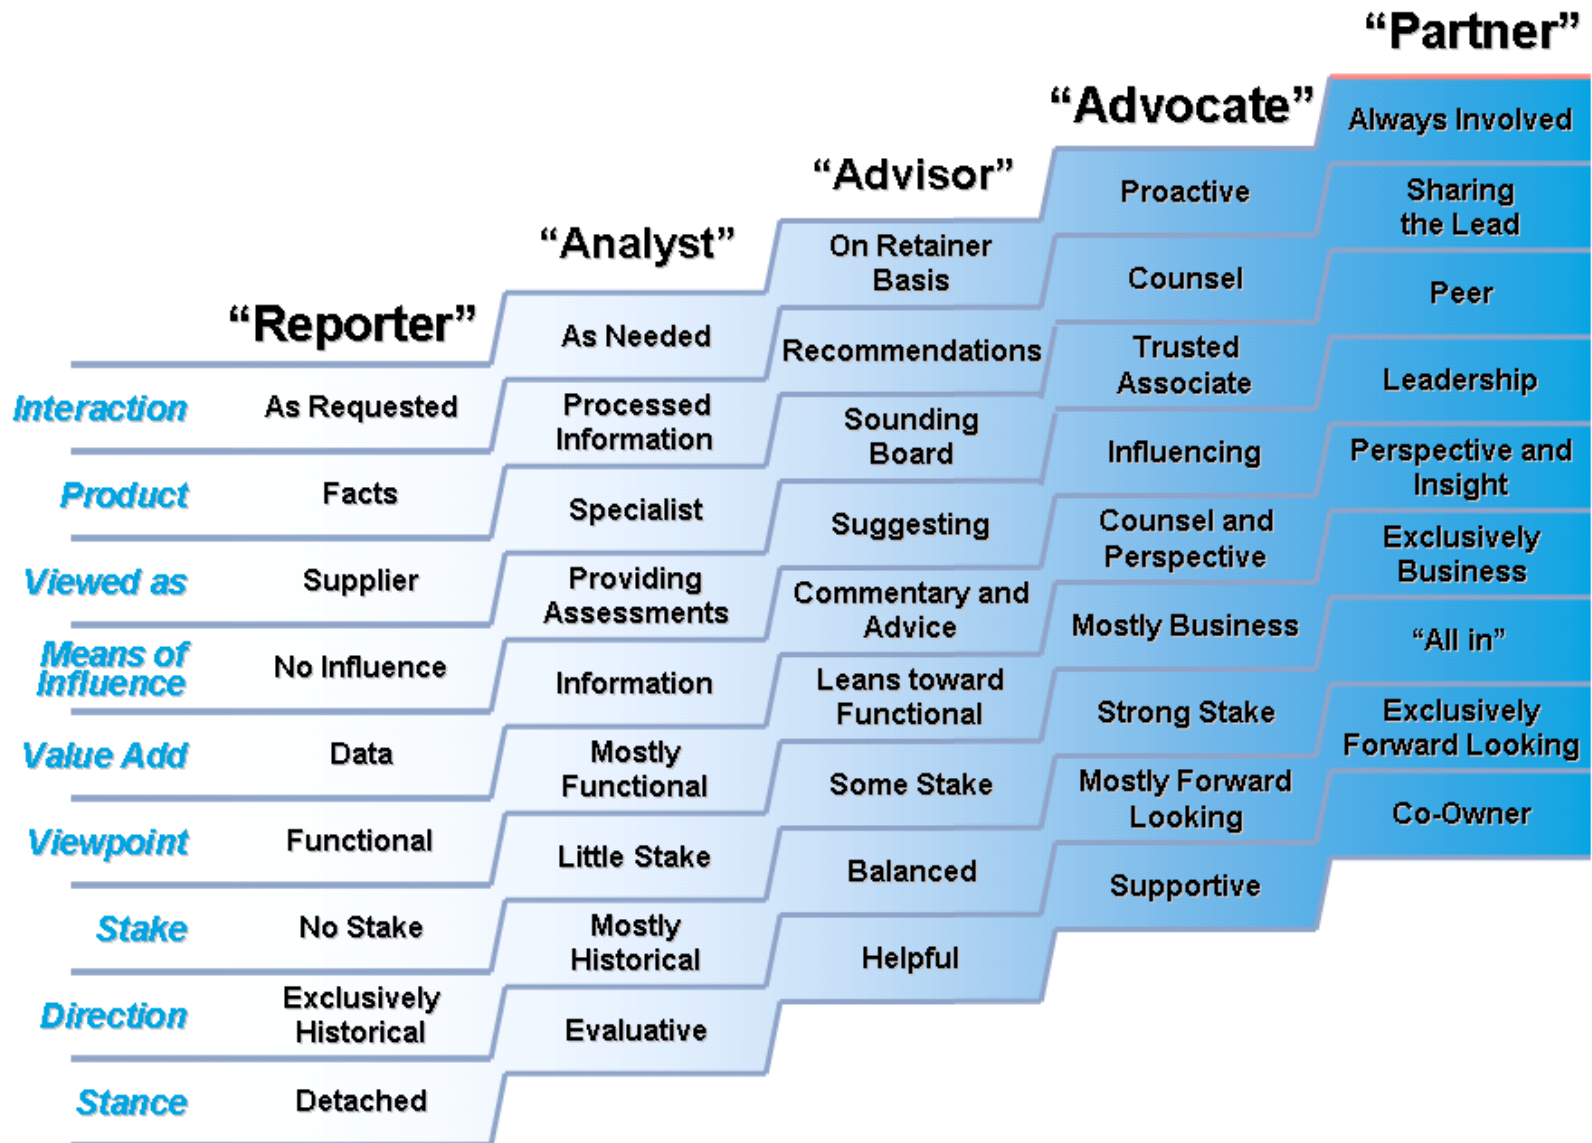 “Partner”
“Advocate”
“Advisor”
“Analyst”
“Reporter”
Interaction
As Requested
As Needed
On Retainer
Basis
Proactive
Always Involved
Product
Facts
Processed
Information
Recommendations
Counsel
Sharing
the Lead
Viewed as
Supplier
Specialist
Sounding
Board
Trusted
Associate
Peer
Means of
Influence
No Influence
Providing
Assessments
Suggesting
Influencing
Leadership
Value Add
Data
Information
Commentary and
Advice
Counsel and
Perspective
Perspective and
Insight
Viewpoint
Functional
Mostly
Functional
Leans toward
Functional
Mostly Business
Exclusively
Business
Stake
No Stake
Little Stake
Some Stake
Strong Stake
“All in”
Direction
Exclusively
Historical
Mostly
Historical
Balanced
Mostly Forward
Looking
Exclusively
Forward Looking
Stance
Detached
Evaluative
Helpful
Supportive
Co-Owner